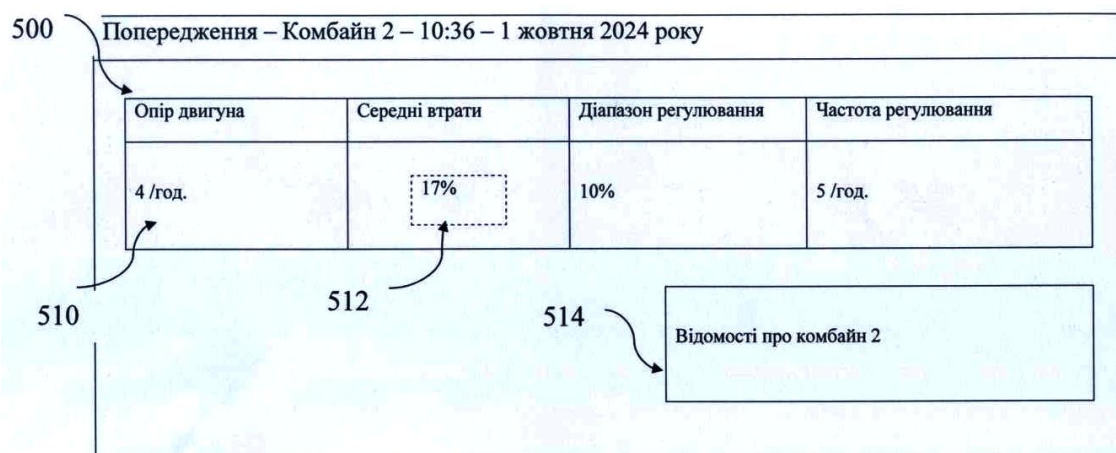 500
Попередження – Комбайн 2 – 10:36 – 1 жовтня 2024 року
Опір двигуна Середні втрати Діапазон регулювання Частота регулювання
4 /год. 17% 10% 5 /год.
510 512 514
Відомості про комбайн 2